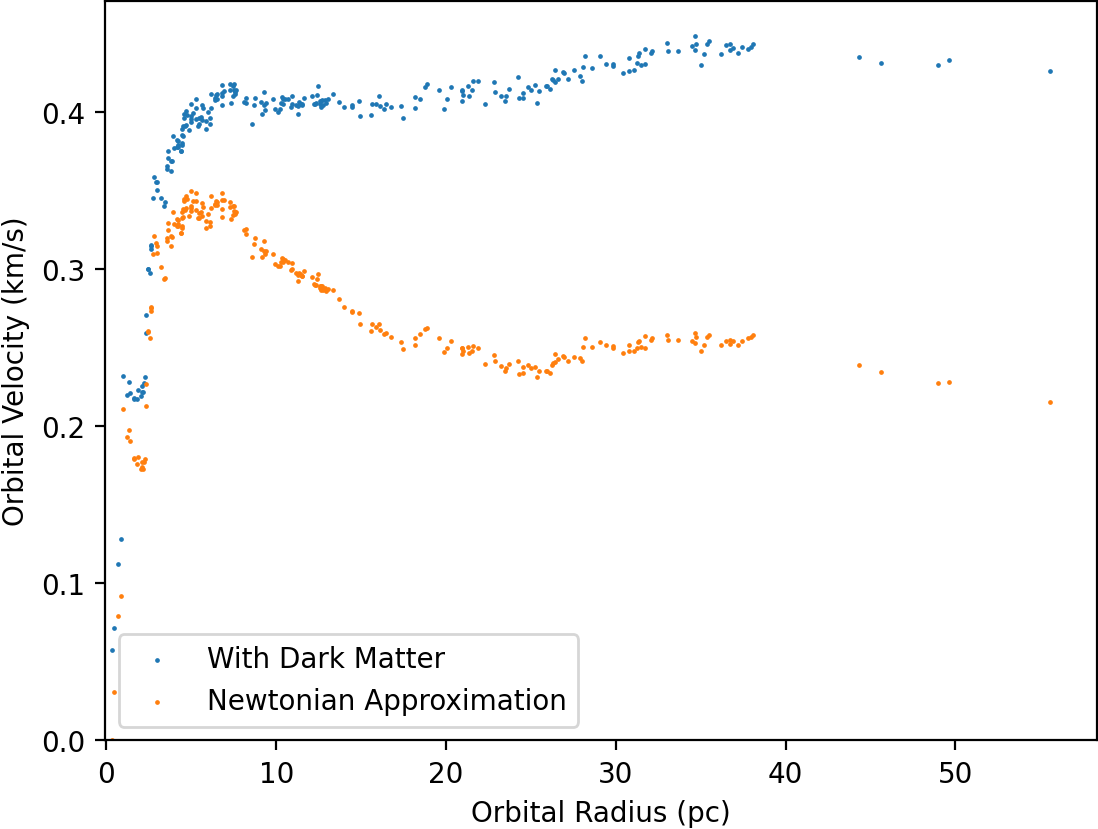 Orbital Velocity (km/s)
0.4
0.3
0.2
0.1
0.0
With Dark Matter
Newtonian Approximation
0 10 20 30 40 50
Orbital Radius (pc)